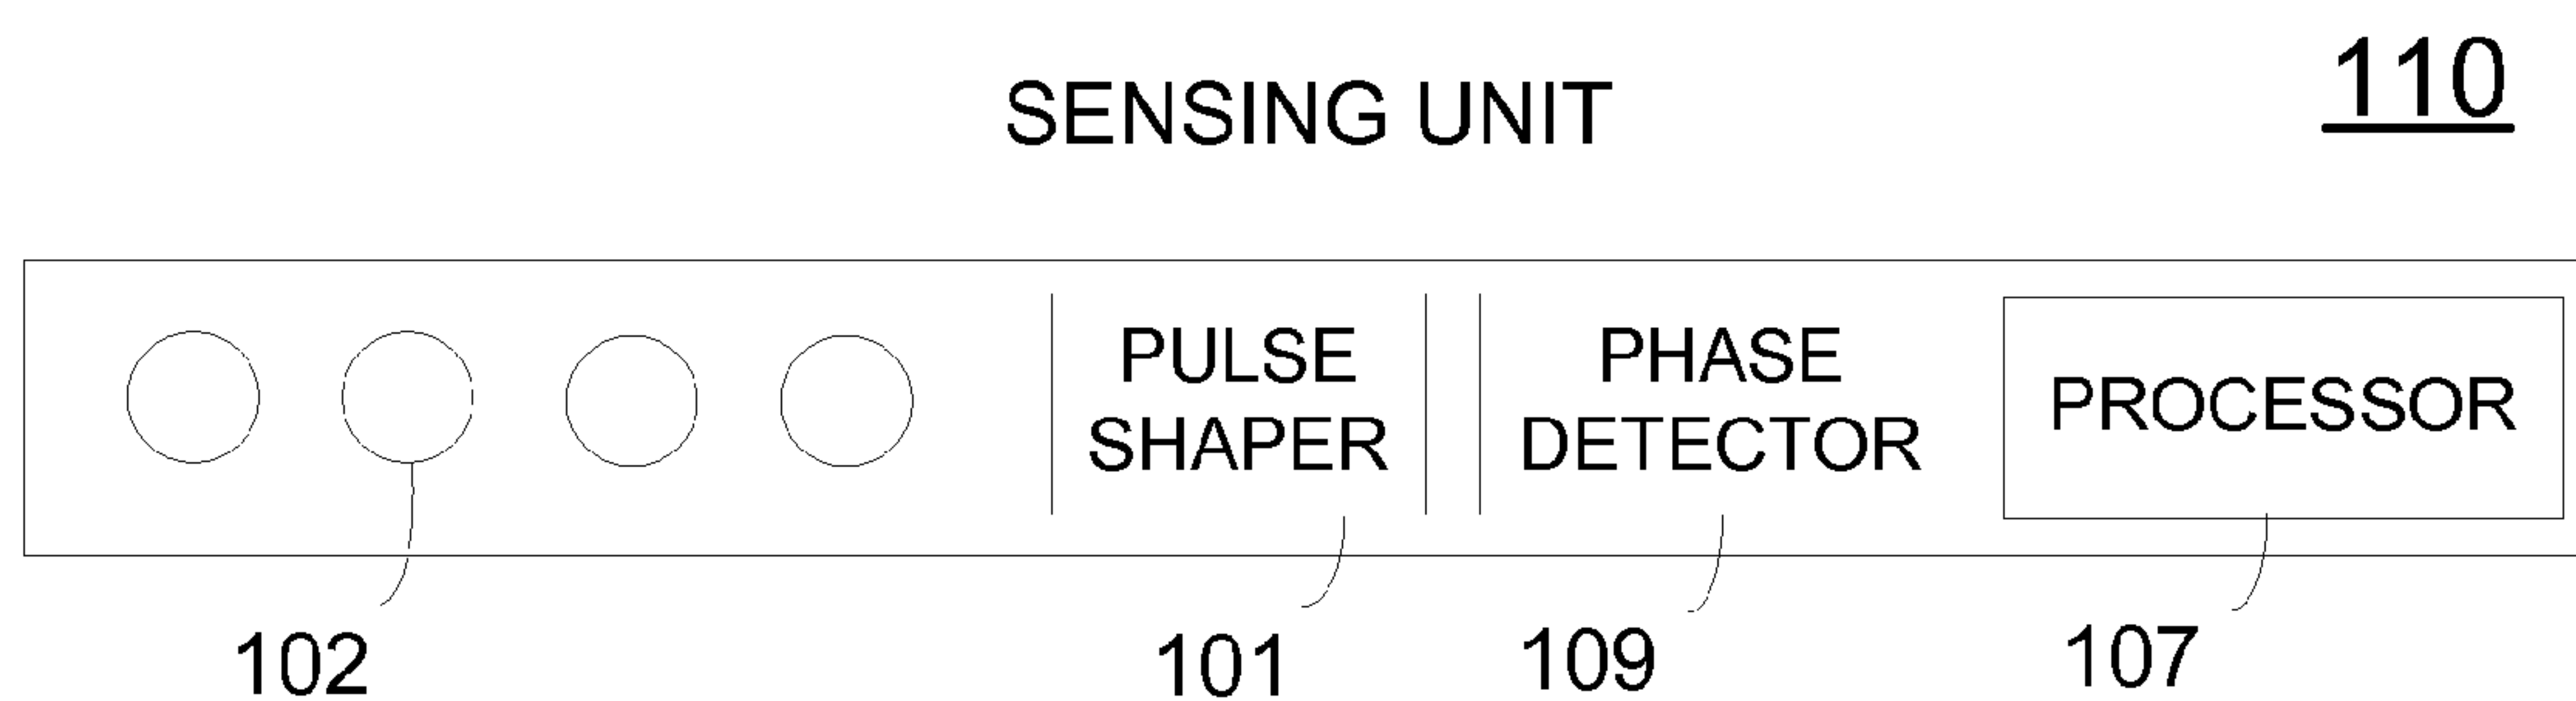 110
SENSING UNIT
PULSE
SHAPER
PHASE
DETECTOR
PROCESSOR
102
101
109
107